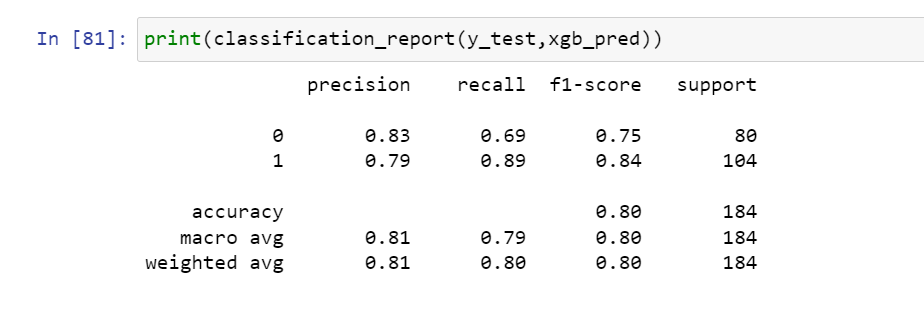 In [81]: print(classification_report(y_test,xgb_pred))
precision recall f1-score support
0 0.83 0.69 0.75 80
1 0.79 0.89 0.84 104
accuracy 0.80 184
macro avg 0.81 0.79 0.80 184
weighted avg 0.81 0.80 0.80 184